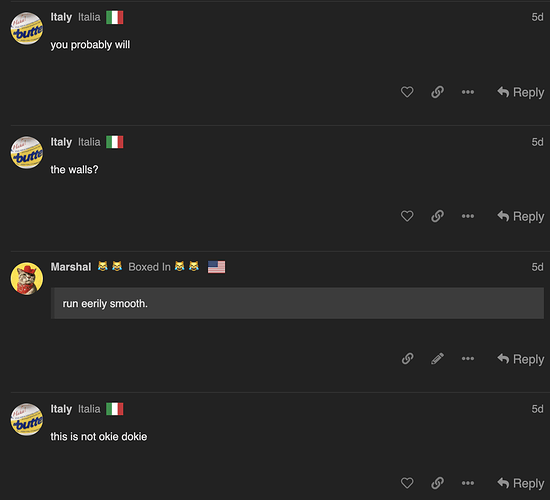 Italy Italia 5d
you probably will
Reply
Italy Italia 5d
the walls?
Reply
Marshal Boxed In 5d
run eerily smooth.
Reply
Italy Italia 5d
this is not okie dokie
Reply